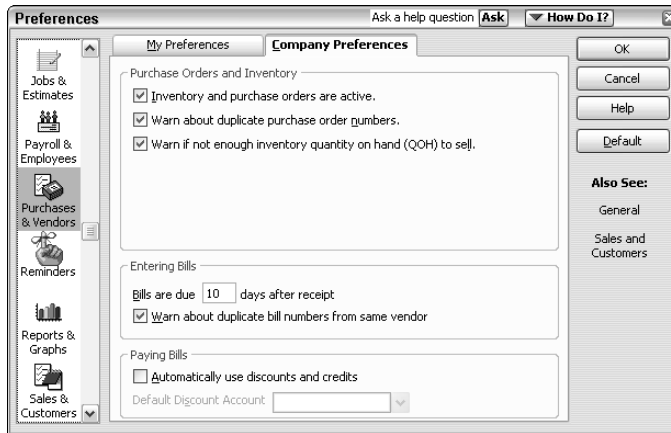 Preferences
Ask a help question Ask
How Do I?
Jobs &
Estimates
Payroll &
Employees
Purchases
& Vendors
Reminders
Reports &
Graphs
Sales &
Customers
My Preferences
Company Preferences
Purchase Orders and Inventory
Inventory and purchase orders are active.
Warn about duplicate purchase order numbers.
Warn if not enough inventory quantity on hand (QOH) to sell.
Entering Bills
Bills are due 10 days after receipt
Warn about duplicate bill numbers from same vendor
Paying Bills
Automatically use discounts and credits
Default Discount Account
OK
Cancel
Help
Default
Also See:
General
Sales and
Customers